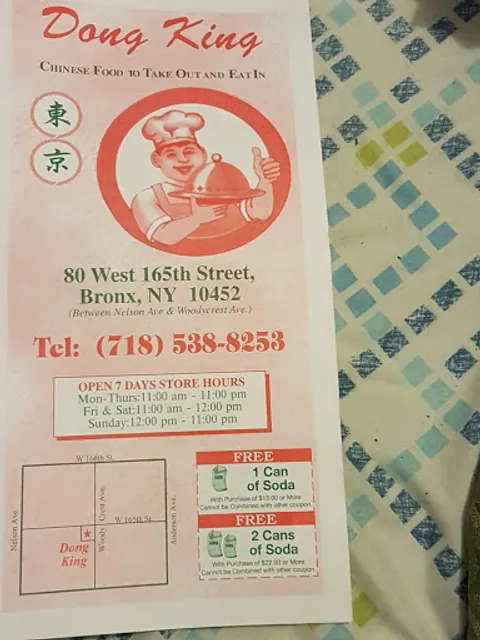 Dong King
Chinese Food to Take Out and Eat In
東
京
80 West 165th Street,
Bronx, NY 10452
(Between Nelson Ave & Woodycrest Ave.)
Tel: (718) 538-8253
OPEN 7 DAYS STORE HOURS
Mon-Thurs:11:00 am - 11:00 pm
Fri & Sat:11:00 am - 12:00 pm
Sunday:12:00 pm - 11:00 pm
W 166th St.
Nelson Ave.
Woody Crest Ave.
Anderson Ave.
W 165th St.
Dong
King
FREE
1 Can
of Soda
With Purchase of $13.00 or More
Cannot be Combined with other coupon.
FREE
2 Cans
of Soda
With Purchase of $22.00 or More
Cannot be Combined with other coupon.